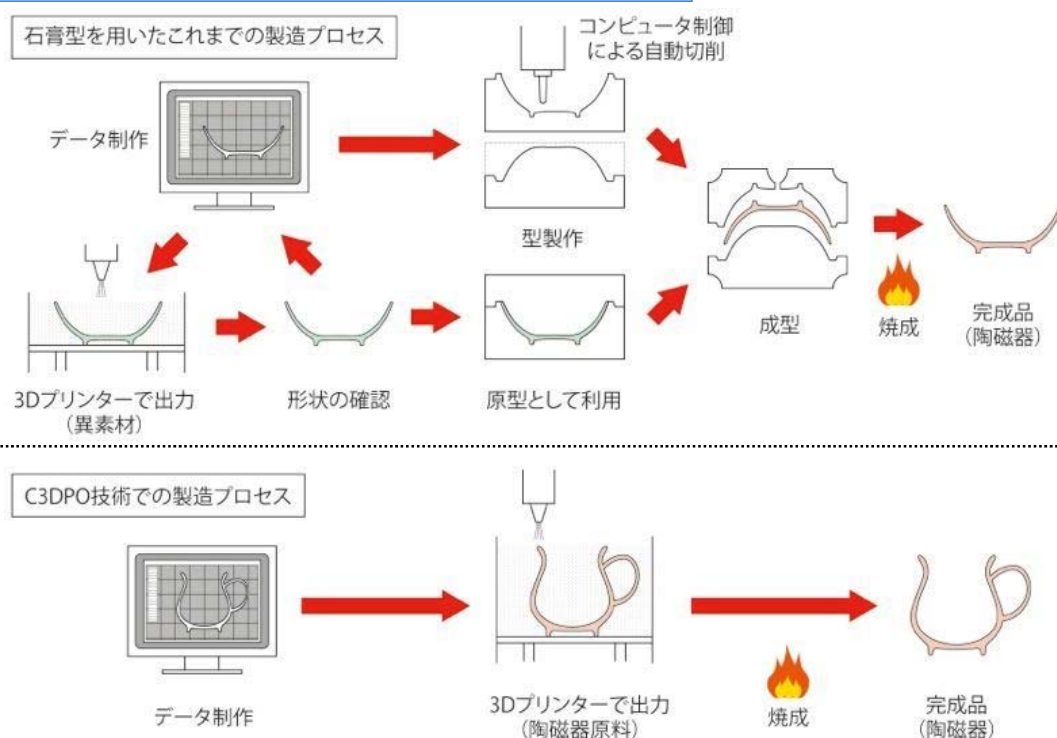 石膏型を用いたこれまでの製造プロセス
コンピュータ制御
による自動切削
データ制作
型製作
成型
焼成
完成品
(陶磁器)
3Dプリンターで出力
(異素材)
形状の確認
原型として利用
C3DPO技術での製造プロセス
データ制作
3Dプリンターで出力
(陶磁器原料)
焼成
完成品
(陶磁器)